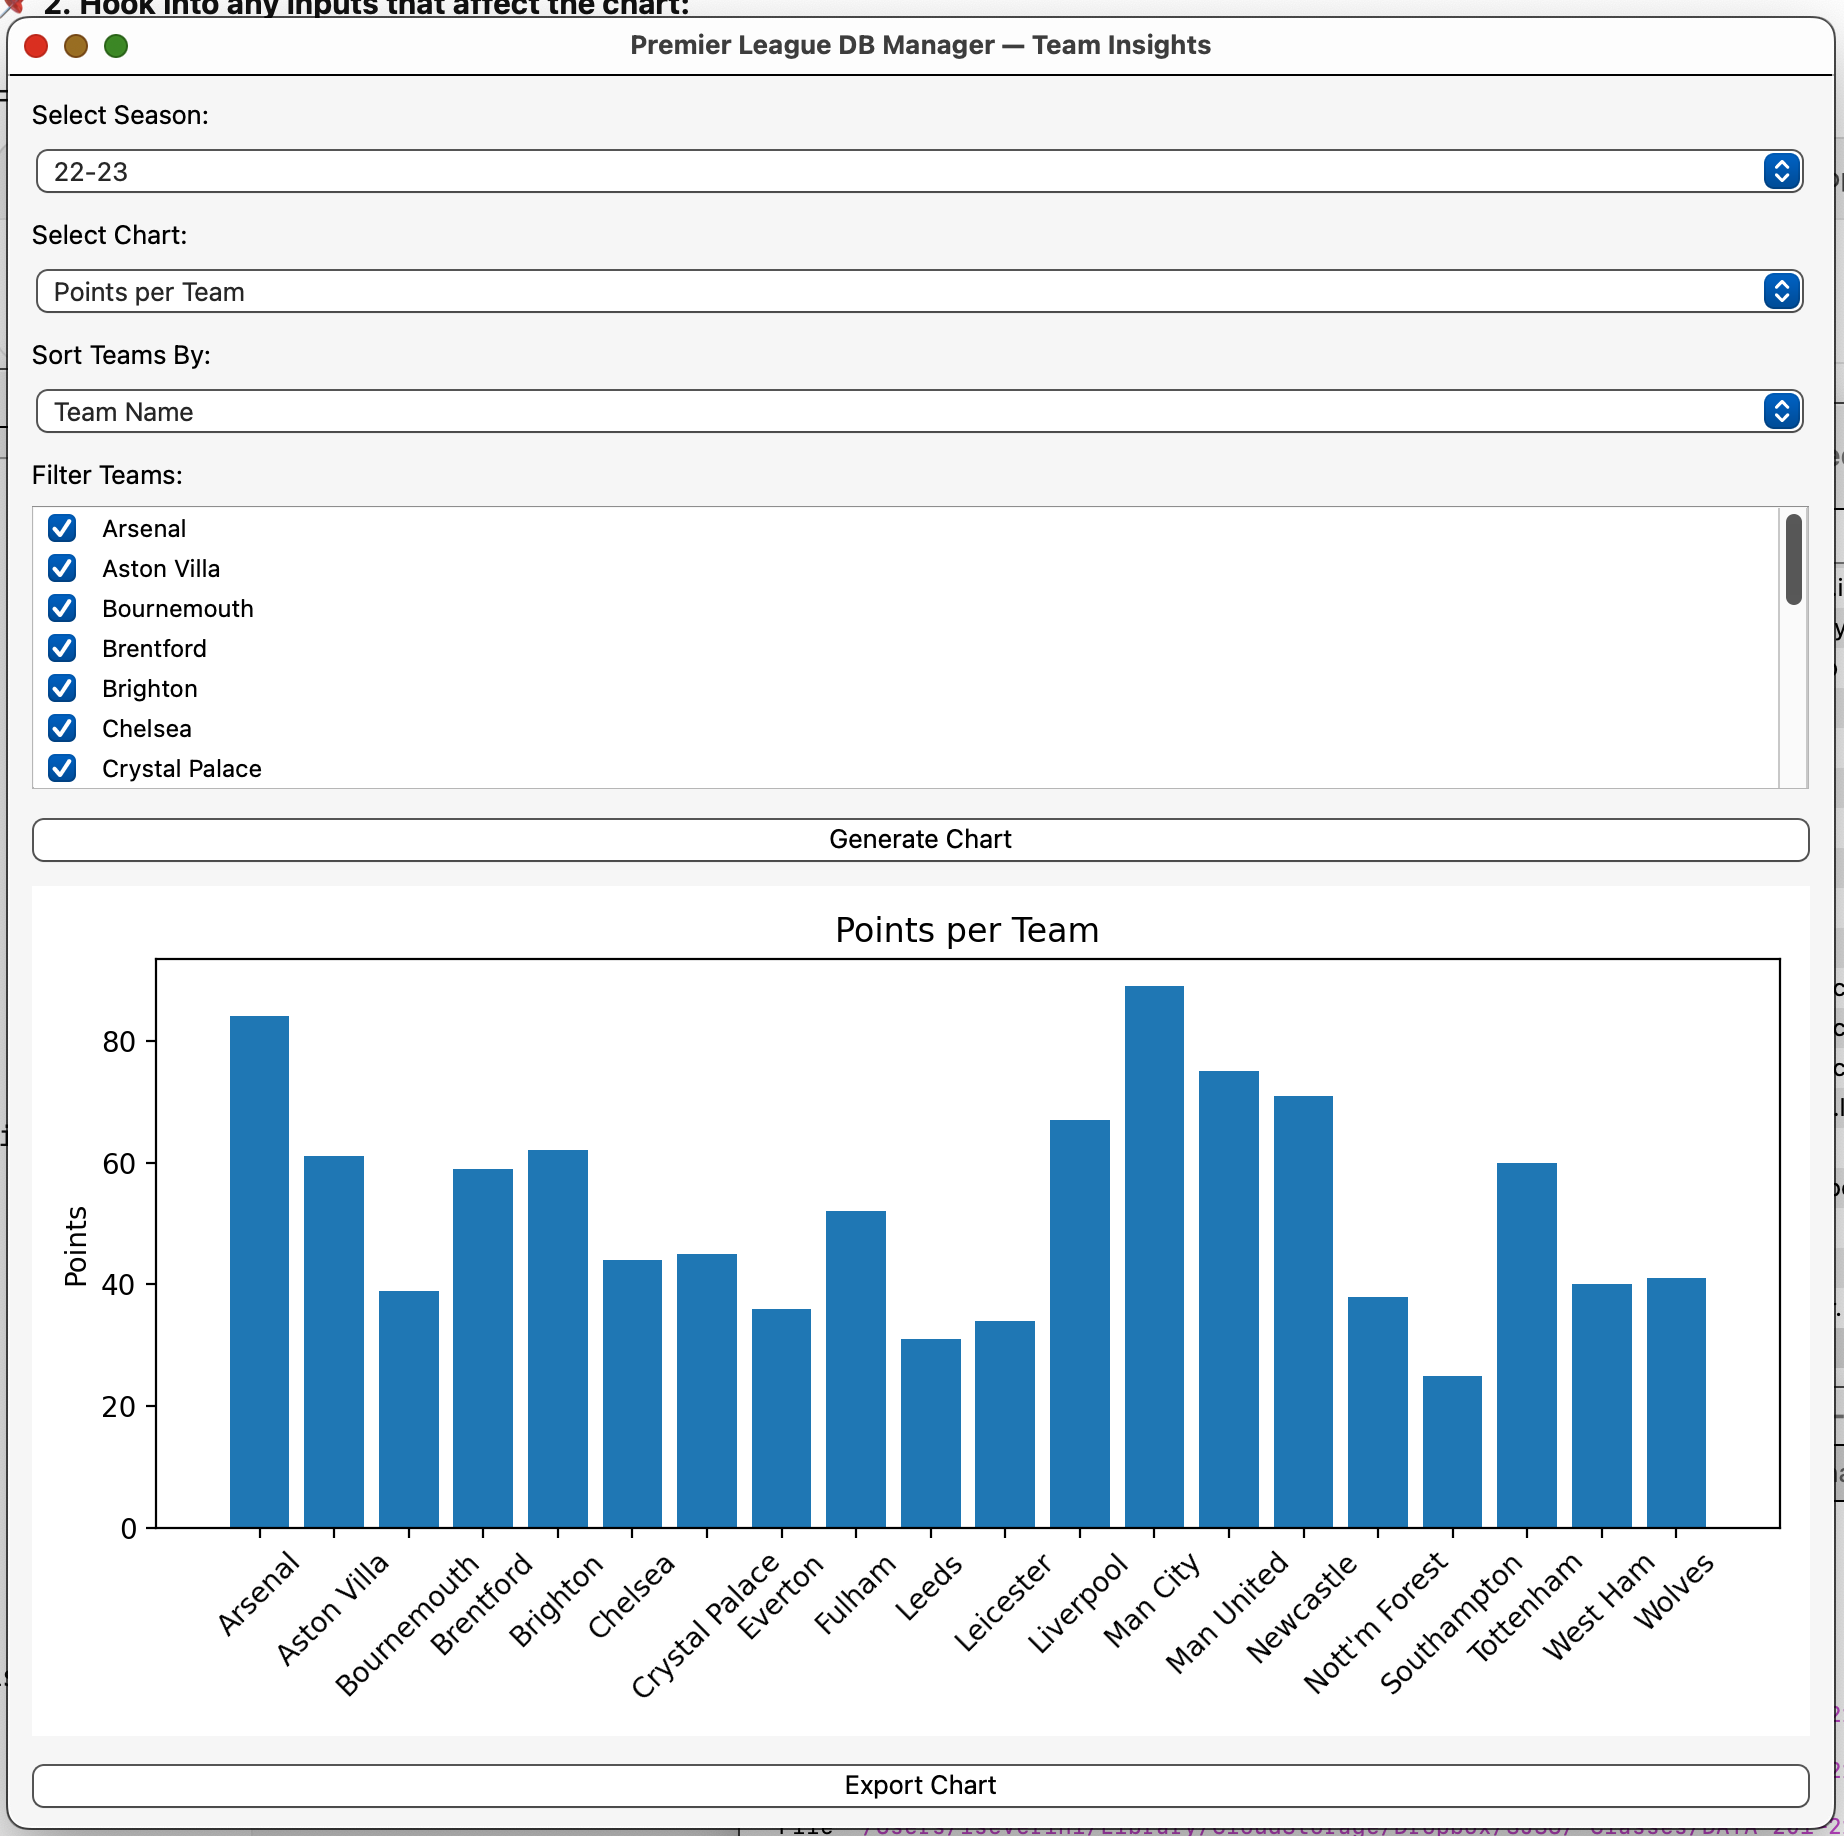 2. Hook into any inputs that affect the chart:
Premier League DB Manager — Team Insights
Select Season:
22-23
Select Chart:
Points per Team
Sort Teams By:
Team Name
Filter Teams:
Arsenal
Aston Villa
Bournemouth
Brentford
Brighton
Chelsea
Crystal Palace
Generate Chart
Points per Team
Points
80
60
40
20
0
Arsenal
Aston Villa
Bournemouth
Brentford
Brighton
Chelsea
Crystal Palace
Everton
Fulham
Leeds
Leicester
Liverpool
Man City
Man United
Newcastle
Nott'm Forest
Southampton
Tottenham
West Ham
Wolves
Export Chart